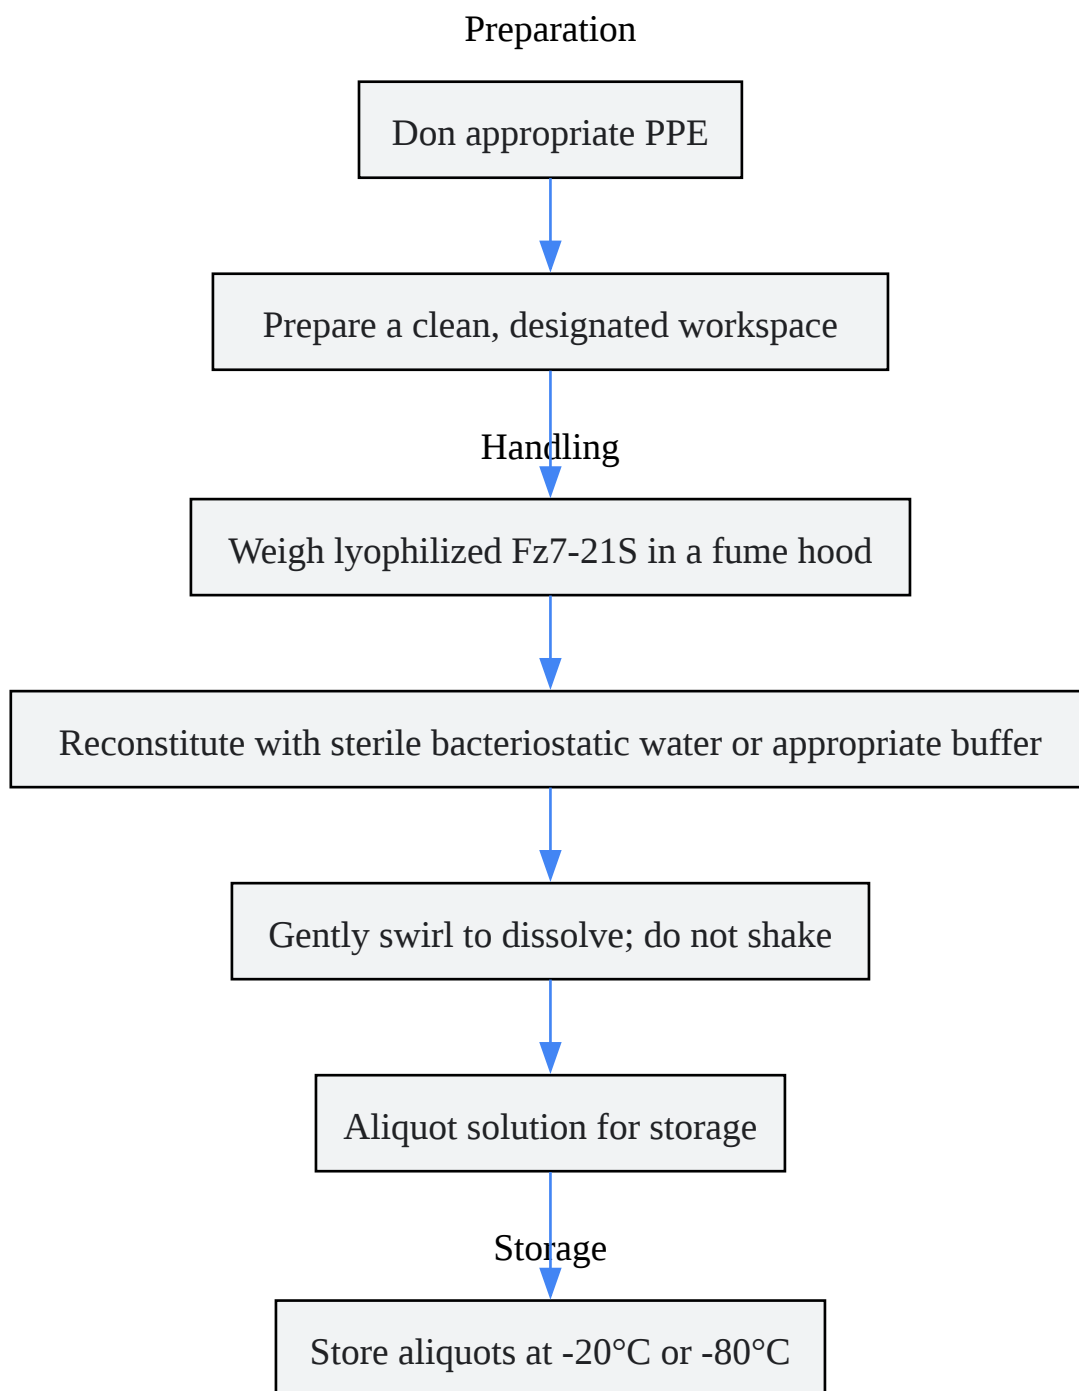 Preparation
Don appropriate PPE
Prepare a clean, designated workspace
Handling
Weigh lyophilized Fz7-21S in a fume hood
Reconstitute with sterile bacteriostatic water or appropriate buffer
Gently swirl to dissolve; do not shake
Aliquot solution for storage
Storage
Store aliquots at -20°C or -80°C